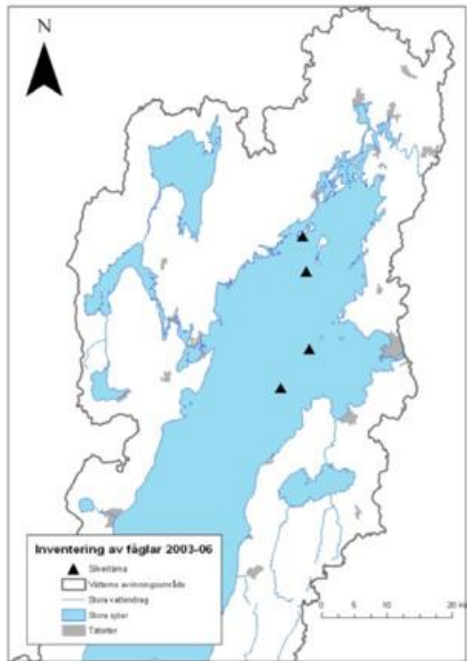 N
Inventering av fåglar 2003-06
Silvertärna
Vätterns avrinningsområde
Stora vattendrag
Stora sjöar
Tätorter
0 5 10 20